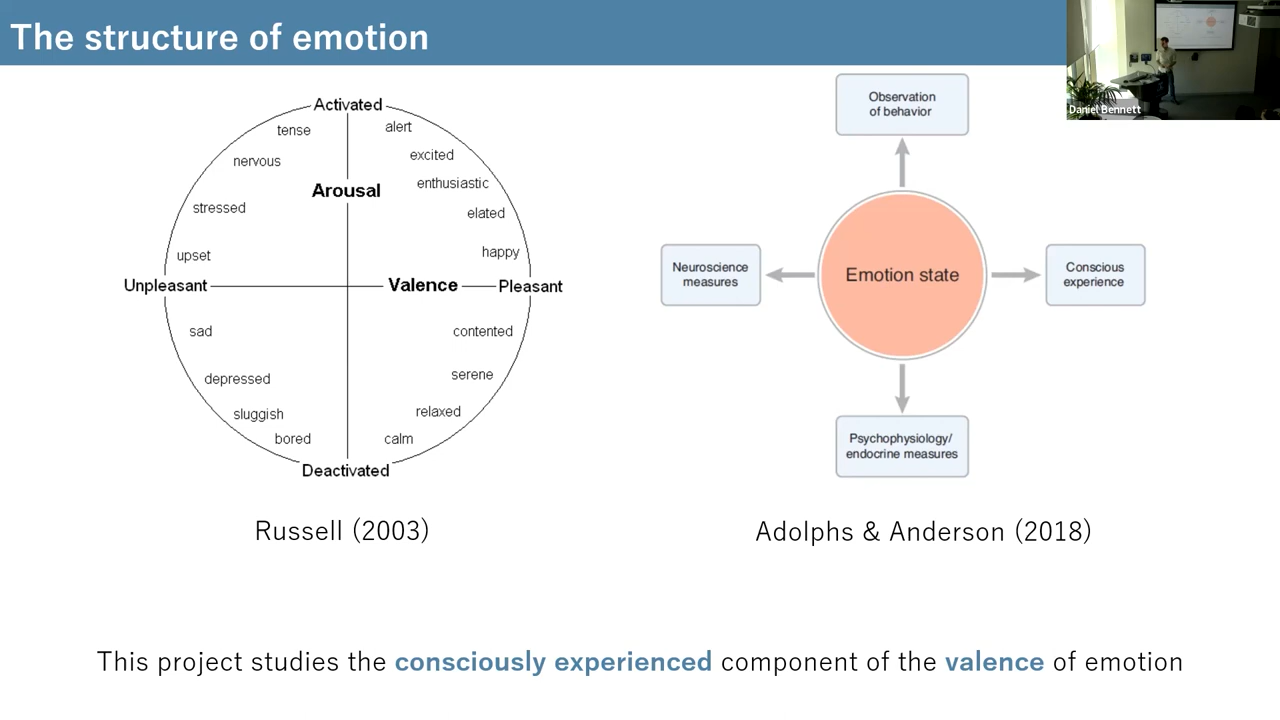 The structure of emotion
Daniel Bennett
Activated
tense
alert
nervous
excited
Arousal
enthusiastic
stressed
elated
upset
happy
Unpleasant
Valence
Pleasant
sad
contented
depressed
serene
sluggish
relaxed
bored
calm
Deactivated
Russell (2003)
Observation
of behavior
Neuroscience
measures
Emotion state
Conscious
experience
Psychophysiology/
endocrine measures
Adolphs & Anderson (2018)
This project studies the consciously experienced component of the valence of emotion